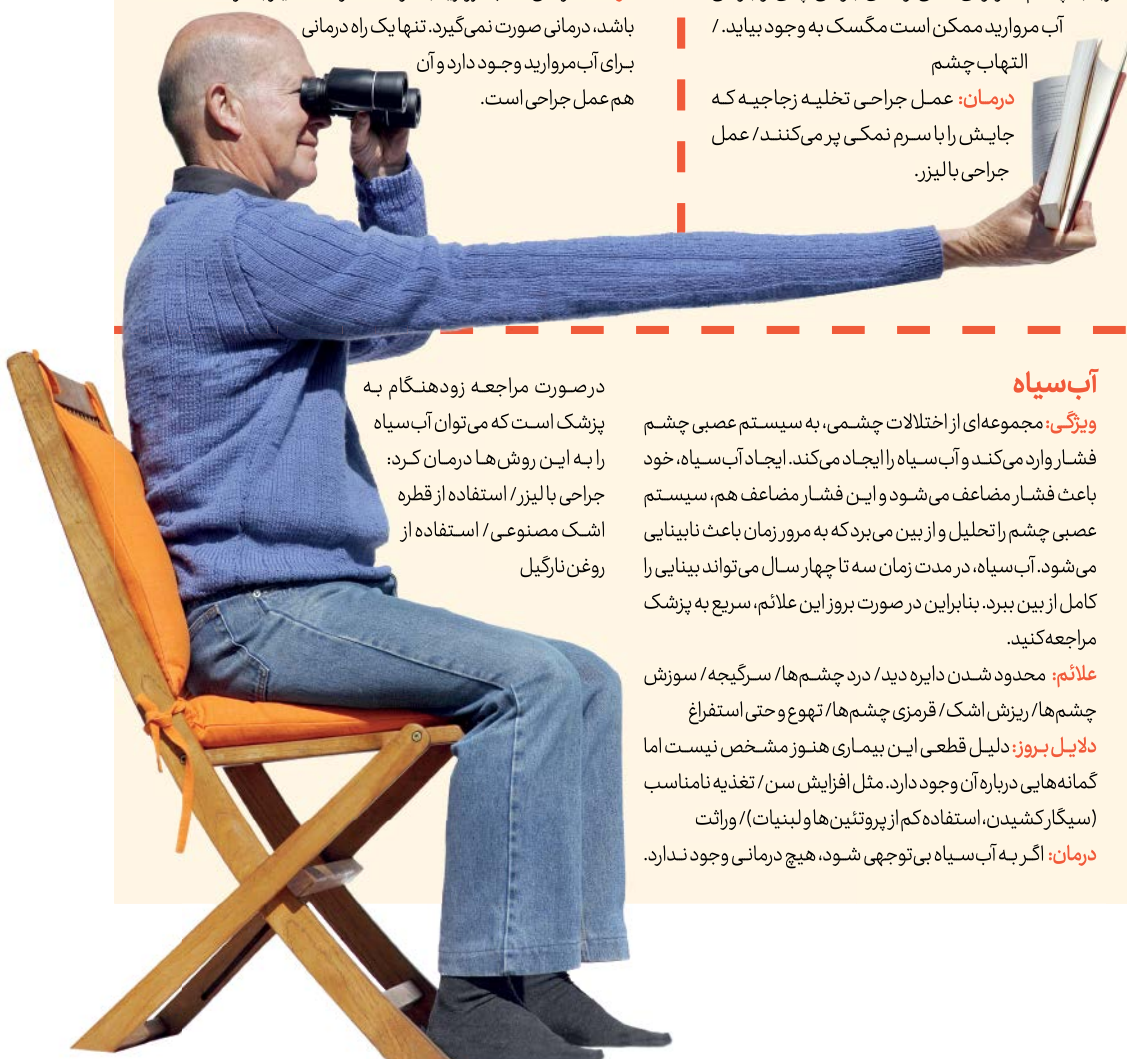 آب مروارید ممکن است مگسک به وجود بیاید. /
التهاب چشم
درمان: عمل جراحی تخلیه زجاجیه که
جایش را با سرم نمکی پر می‌کنند/ عمل
جراحی با لیزر.
باشد، درمانی صورت نمی‌گیرد. تنها یک راه درمانی
برای آب‌مروارید وجود دارد و آن
هم عمل جراحی است.
آب‌سیاه
ویژگی: مجموعه‌ای از اختلالات چشمی، به سیستم عصبی چشم
فشار وارد می‌کند و آب‌سیاه را ایجاد می‌کند. ایجاد آب‌سیاه، خود
باعث فشار مضاعف می‌شود و این فشار مضاعف هم، سیستم
عصبی چشم را تحلیل و از بین می‌برد که به مرور زمان باعث نابینایی
می‌شود. آب‌سیاه، در مدت زمان سه تا چهار سال می‌تواند بینایی را
کامل از بین ببرد. بنابراین در صورت بروز این علائم، سریع به پزشک
مراجعه کنید.
علائم: محدود شدن دایره دید/ درد چشم‌ها/ سرگیجه/ سوزش
چشم‌ها/ ریزش اشک/ قرمزی چشم‌ها/ تهوع و حتی استفراغ
دلایل بروز: دلیل قطعی این بیماری هنوز مشخص نیست اما
گمانه‌هایی درباره آن وجود دارد. مثل افزایش سن/ تغذیه نامناسب
(سیگار کشیدن، استفاده کم از پروتئین‌ها و لبنیات)/ وراثت
درمان: اگر به آب‌سیاه بی‌توجهی شود، هیچ درمانی وجود ندارد.
در صورت مراجعه زودهنگام به
پزشک است که می‌توان آب‌سیاه
را به این روش‌ها درمان کرد:
جراحی با لیزر/ استفاده از قطره
اشک مصنوعی/ استفاده از
روغن نارگیل